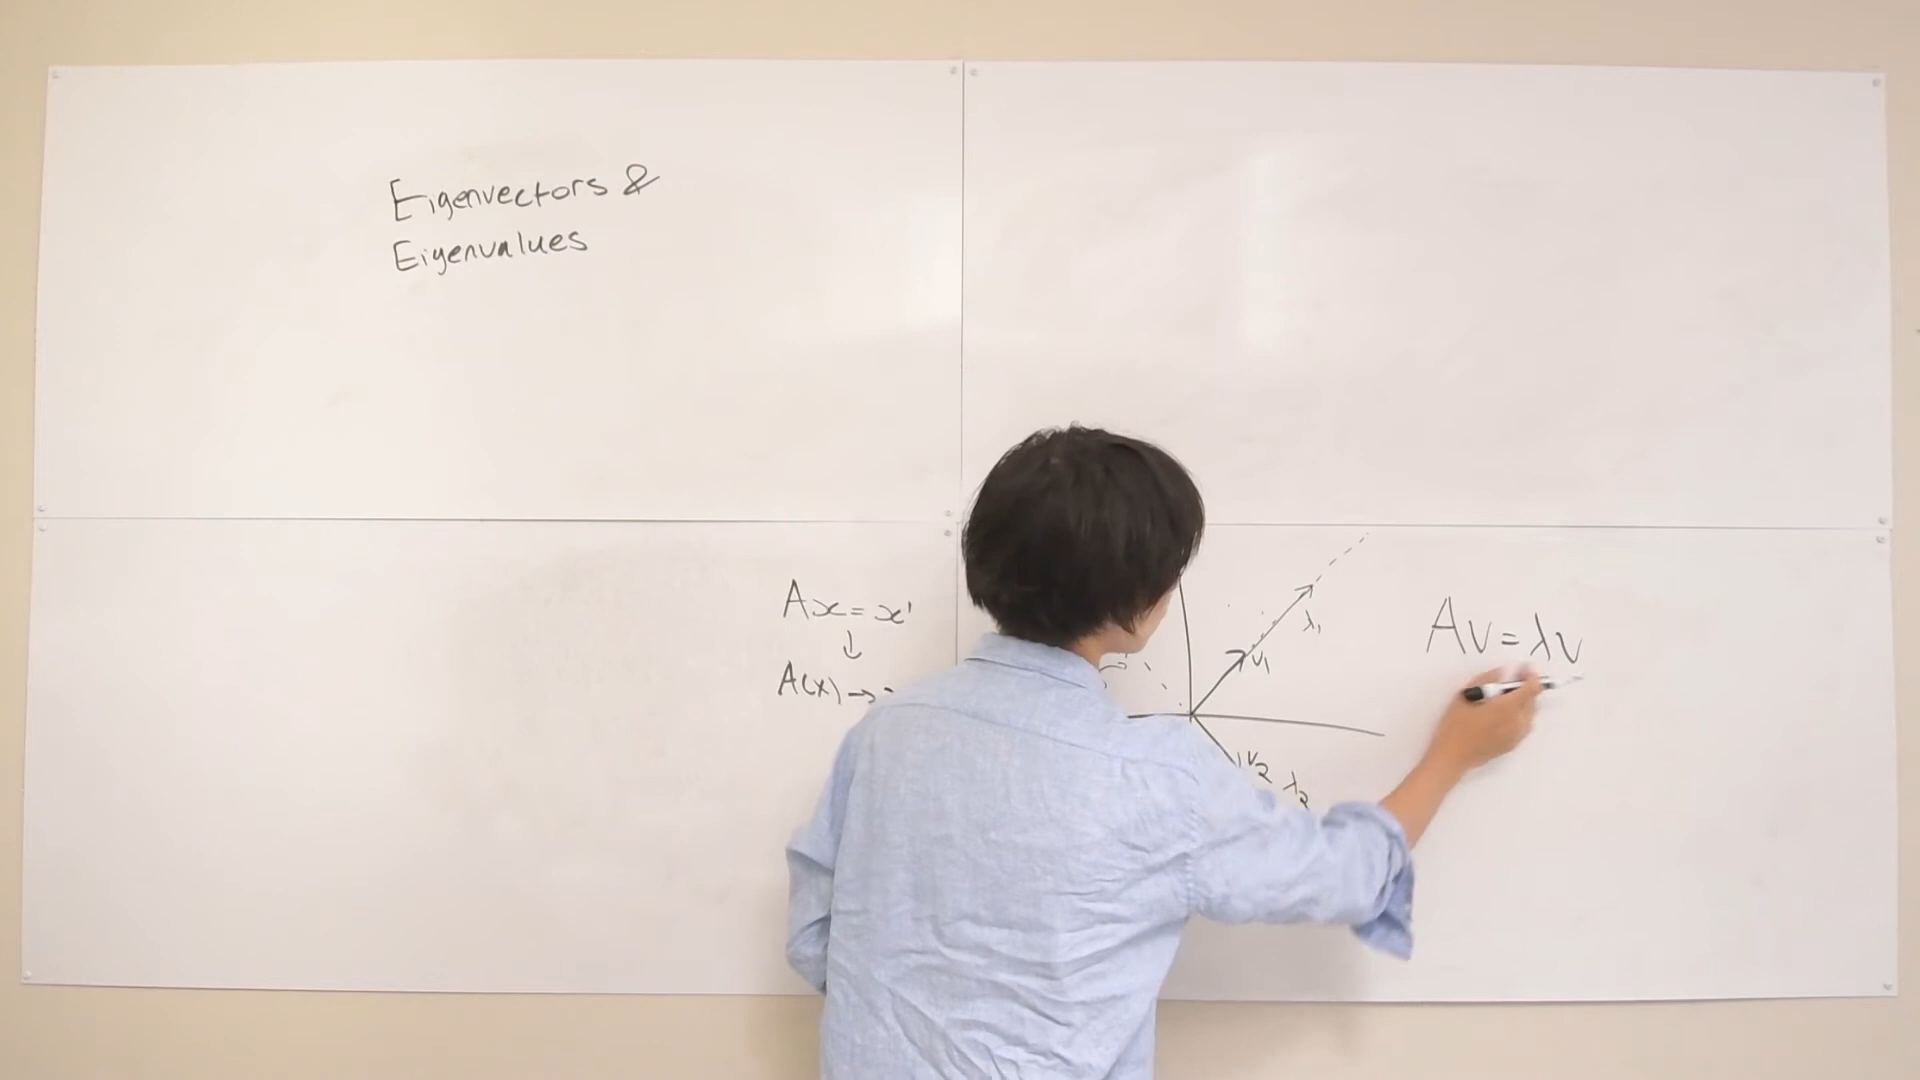 Eigenvectors &
Eigenvalues
Ax = x'
↓
A(x) →
λ₁
v₁
v₂
λ₂
Av = λv